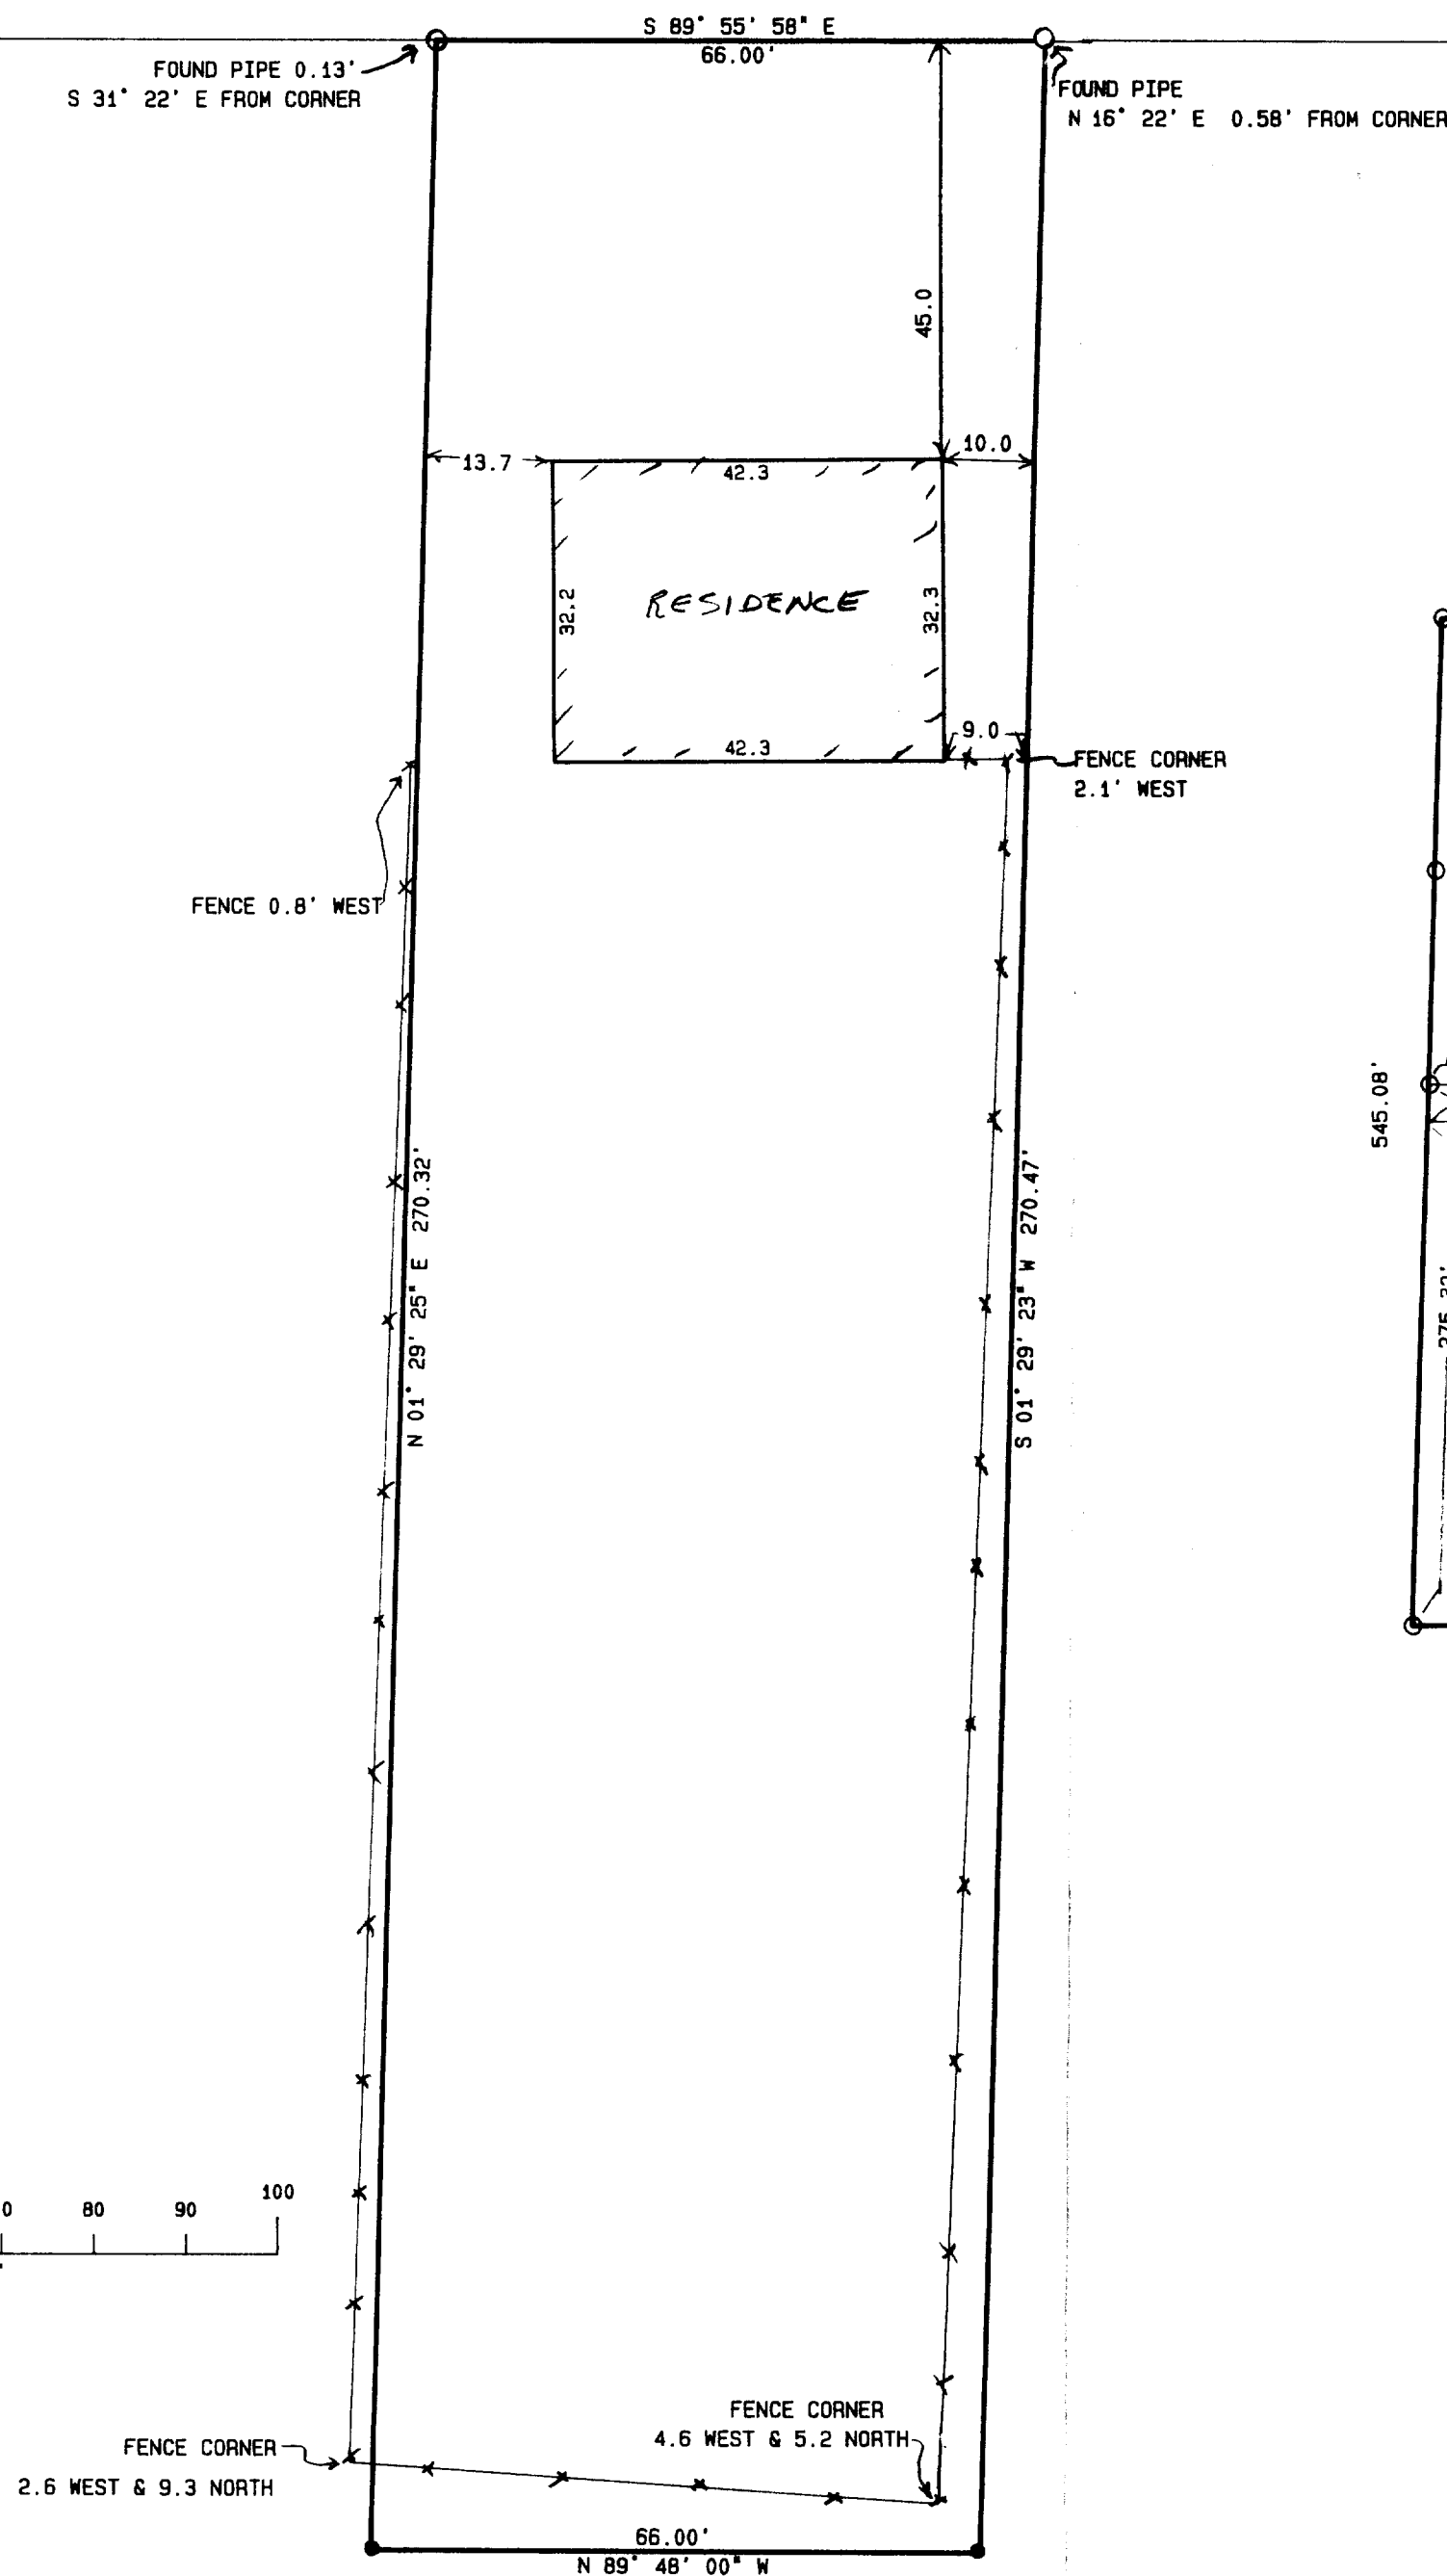 S 89° 55' 58" E
66.00'
FOUND PIPE 0.13'
S 31° 22' E FROM CORNER
FOUND PIPE
N 16° 22' E 0.58' FROM CORNER
45.0
13.7
42.3
10.0
32.2
RESIDENCE
32.3
42.3
9.0
FENCE CORNER
2.1' WEST
FENCE 0.8' WEST
545.08'
N 01° 29' 25" E 270.32'
S 01° 29' 23" W 270.47'
0 80 90 100
FENCE CORNER
4.6 WEST & 5.2 NORTH
FENCE CORNER
2.6 WEST & 9.3 NORTH
66.00'
N 89° 48' 00" W